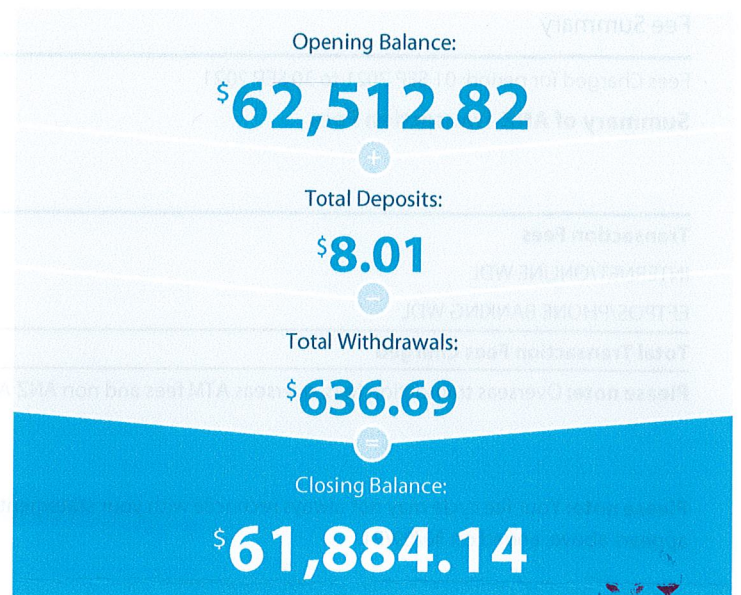 Opening Balance:
$62,512.82
+
Total Deposits:
$8.01
−
Total Withdrawals:
$636.69
=
Closing Balance:
$61,884.14